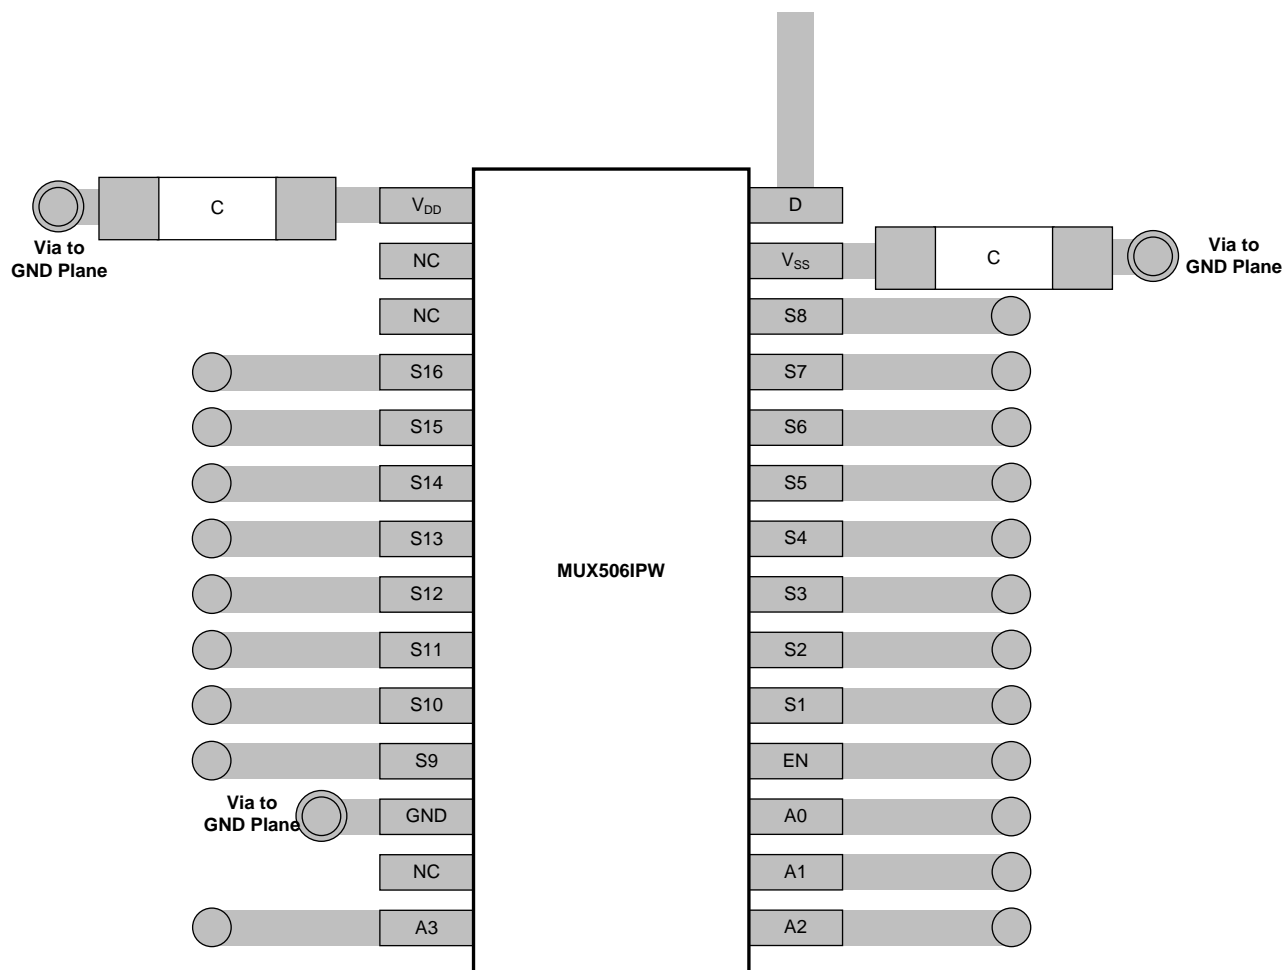 C
V_DD
D
Via to
GND Plane
NC
V_SS
C
Via to
GND Plane
NC
S8
S16
S7
S15
S6
S14
S5
S13
S4
MUX506IPW
S12
S3
S11
S2
S10
S1
S9
EN
Via to
GND Plane
GND
A0
NC
A1
A3
A2